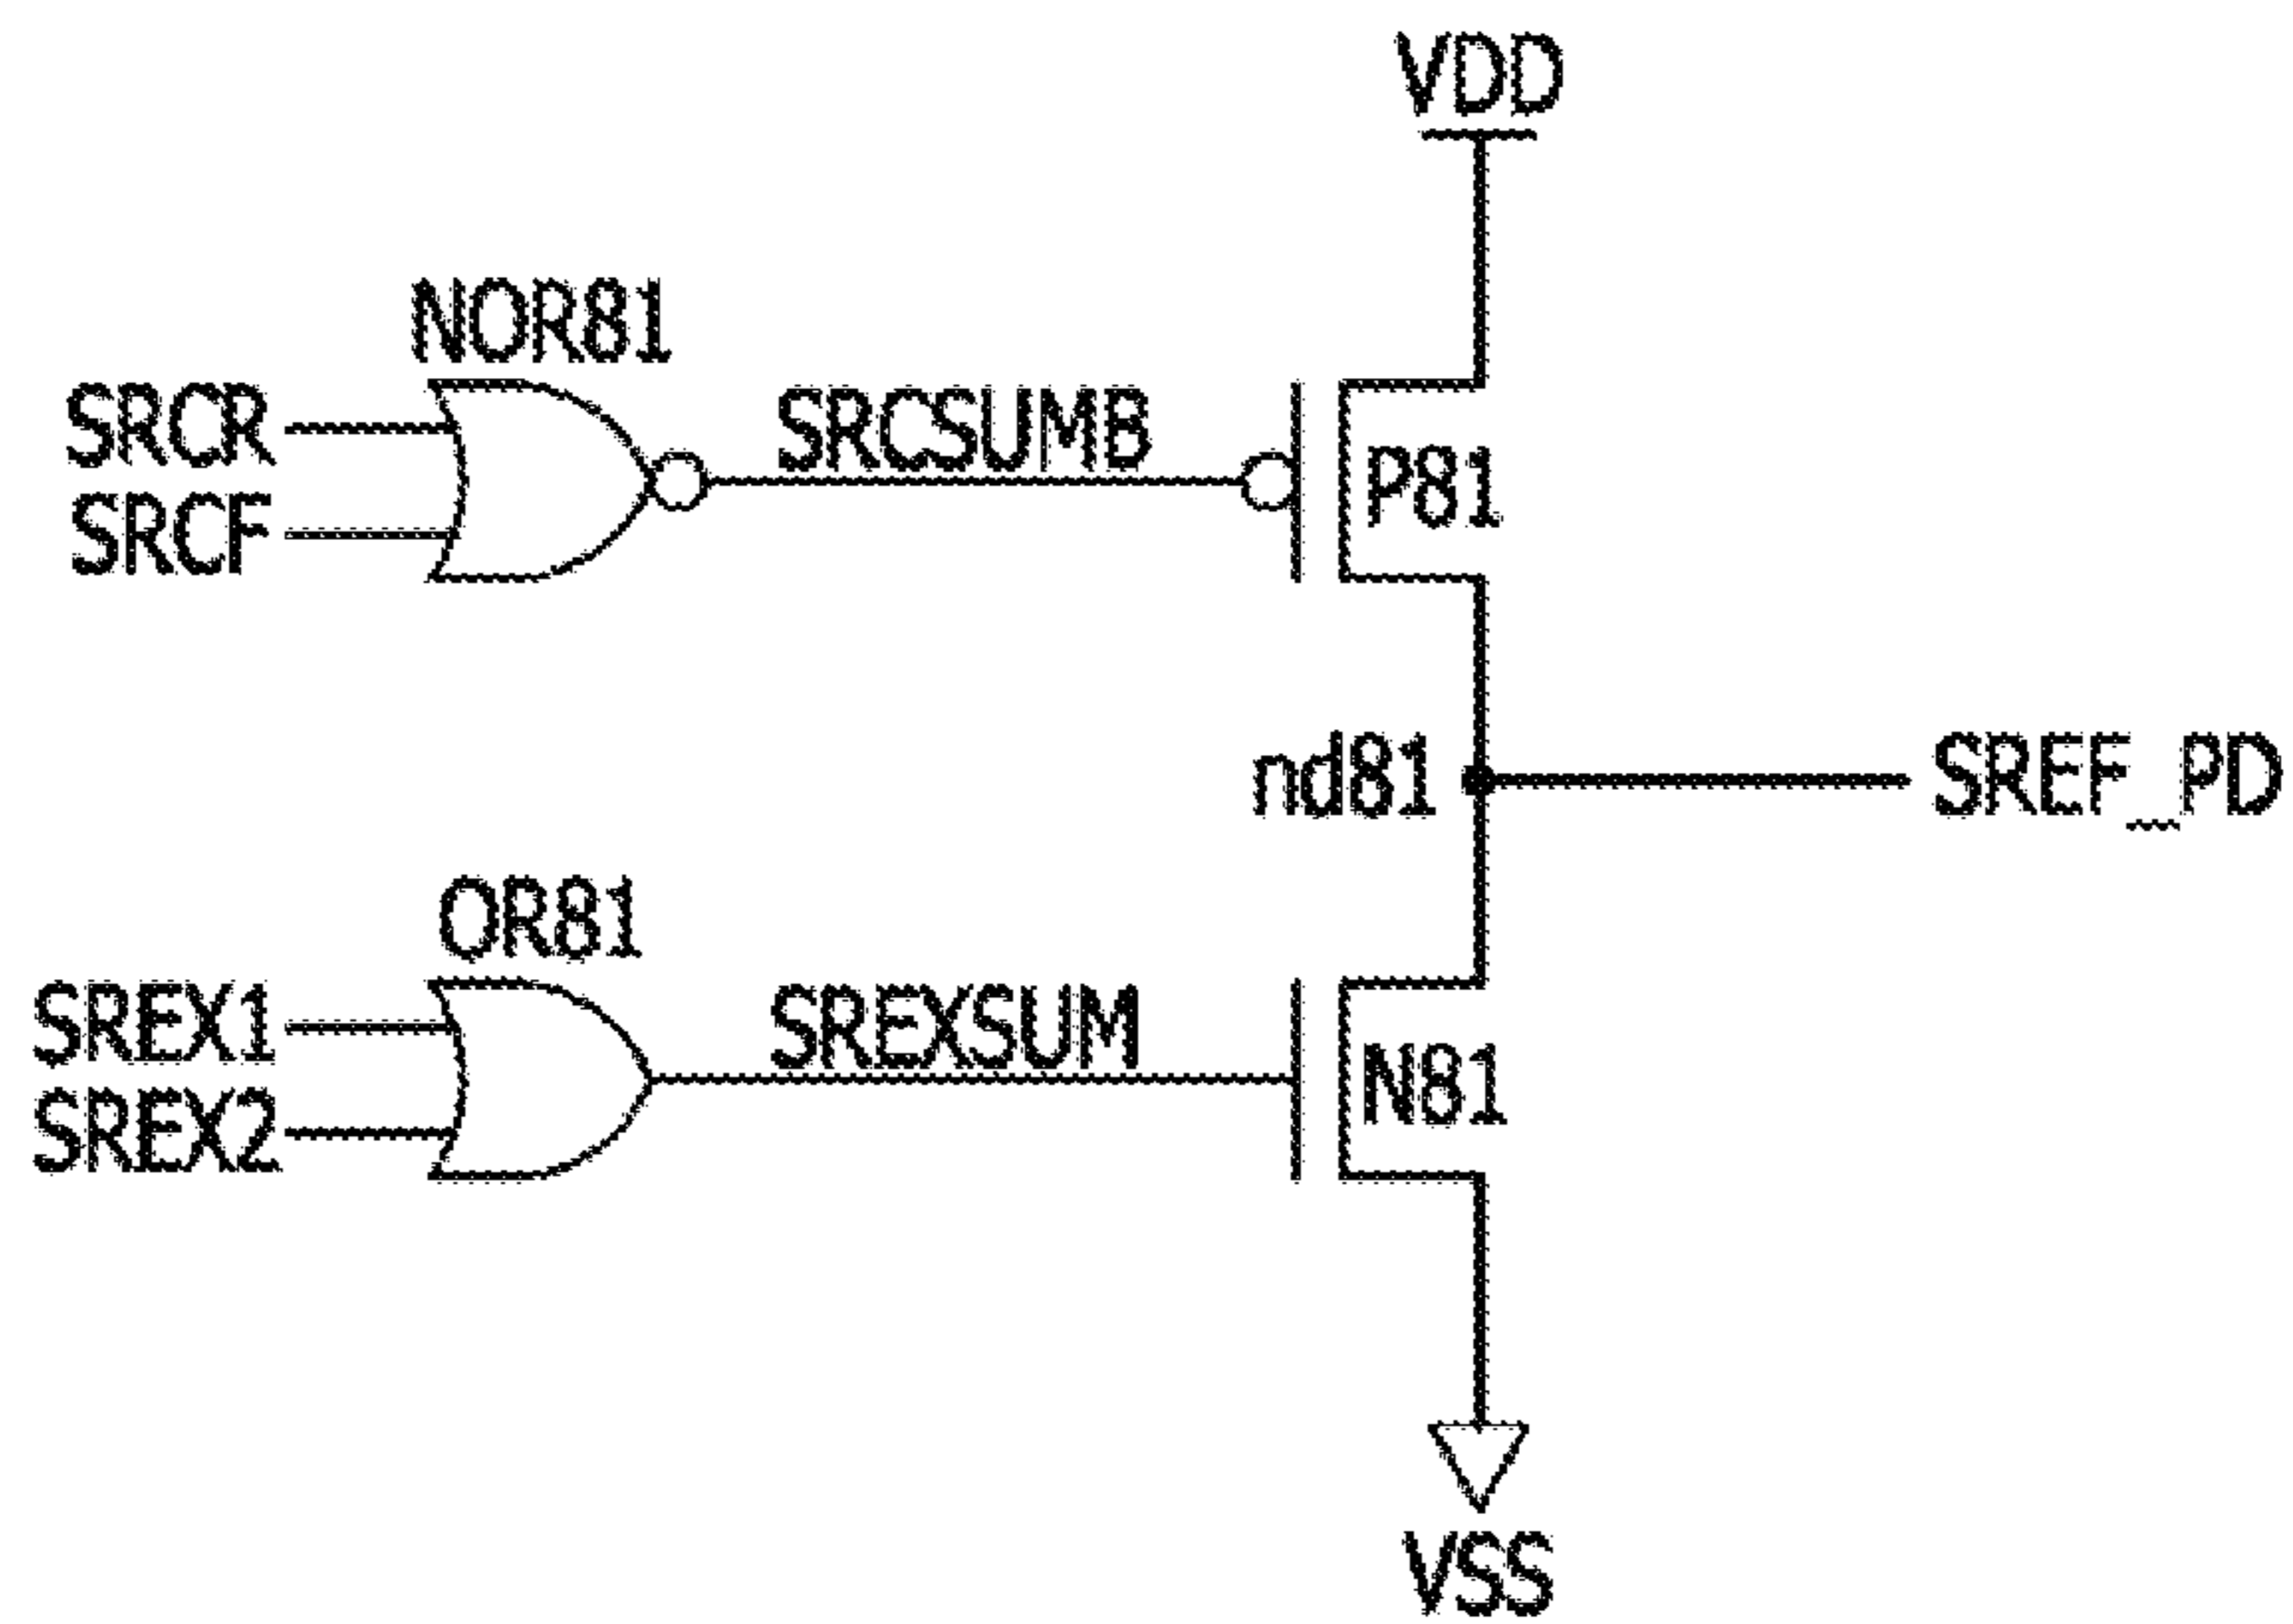 VDD
NOR81
SRCR
SRCSUMB
P81
SRCF
nd81
SREF_PD
OR81
SREX1
SREXSUM
N81
SREX2
VSS